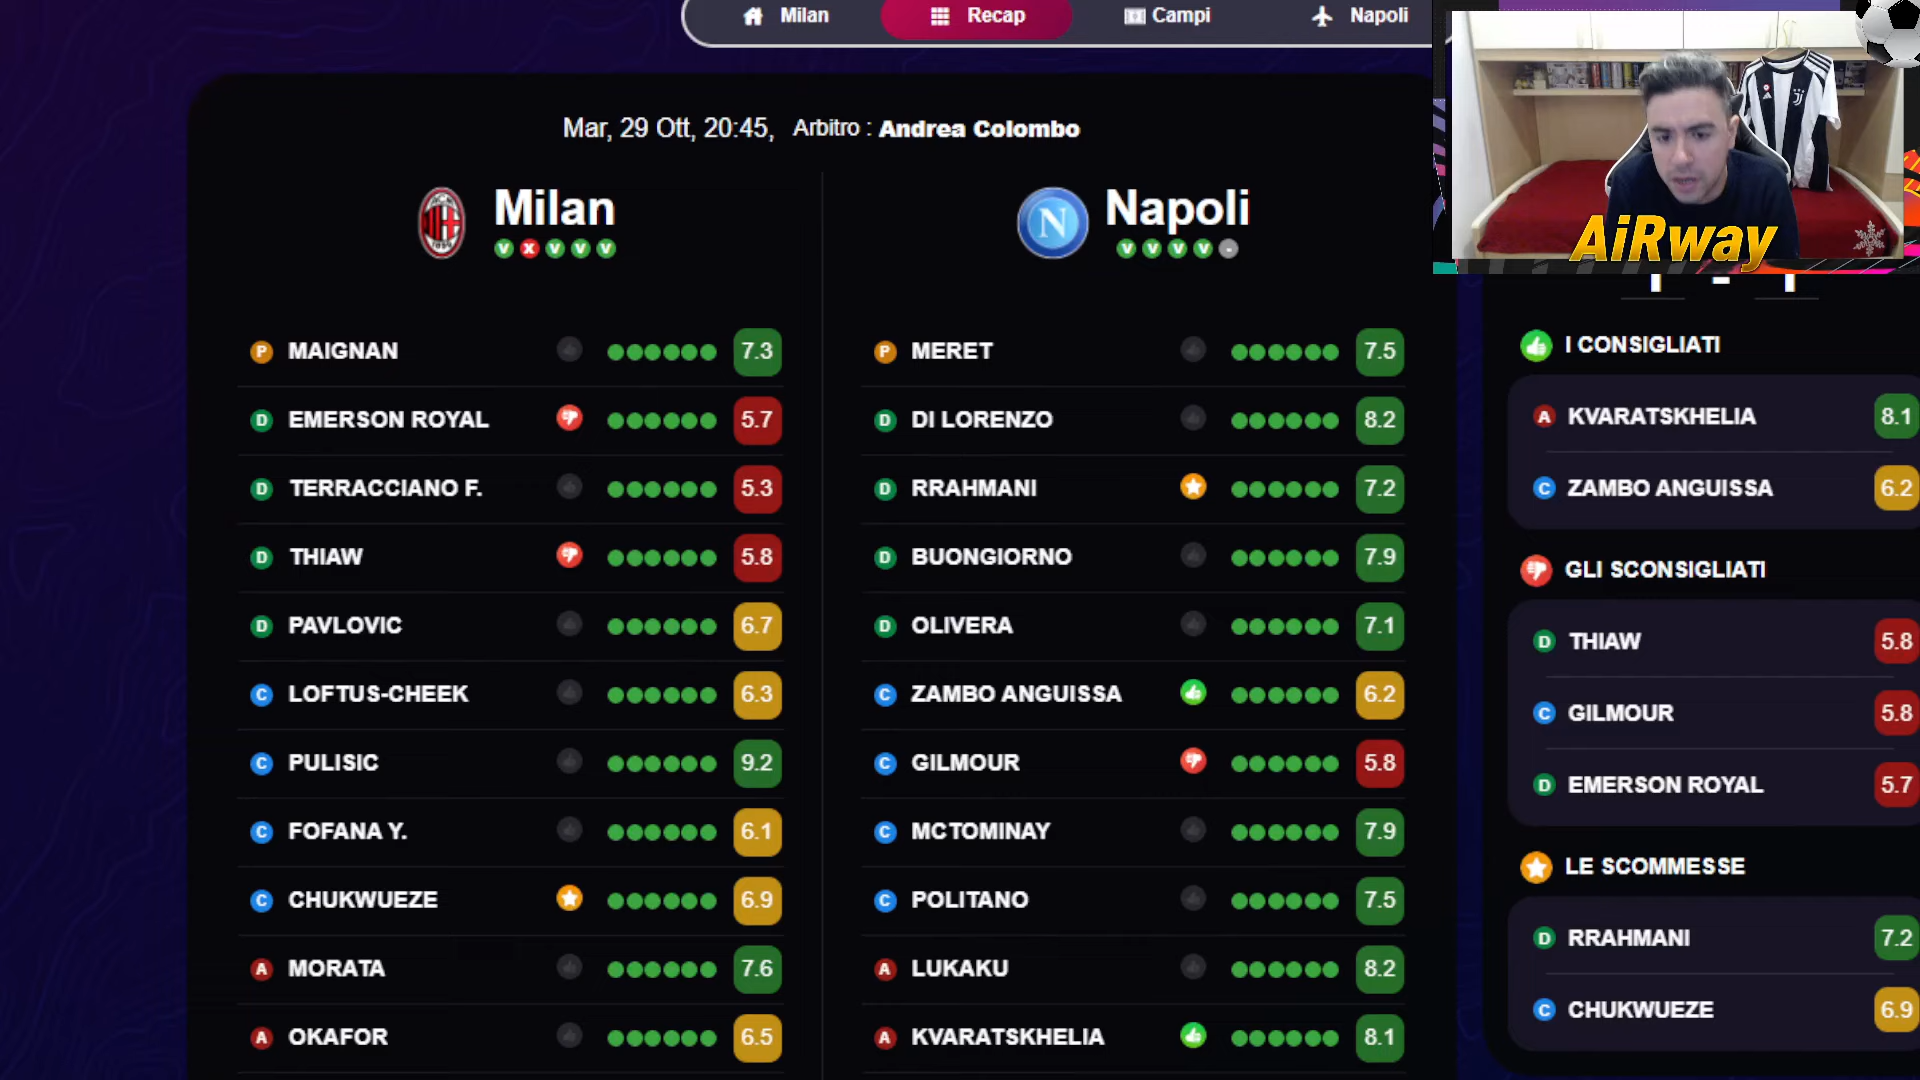 Milan
Recap
Campi
Napoli
Mar, 29 Ott, 20:45, Arbitro : Andrea Colombo
Milan
V X V V V
P MAIGNAN 7.3
D EMERSON ROYAL 5.7
D TERRACCIANO F. 5.3
D THIAW 5.8
D PAVLOVIC 6.7
C LOFTUS-CHEEK 6.3
C PULISIC 9.2
C FOFANA Y. 6.1
C CHUKWUEZE 6.9
A MORATA 7.6
A OKAFOR 6.5
N
Napoli
V V V V -
P MERET 7.5
D DI LORENZO 8.2
D RRAHMANI 7.2
D BUONGIORNO 7.9
D OLIVERA 7.1
C ZAMBO ANGUISSA 6.2
C GILMOUR 5.8
C MCTOMINAY 7.9
C POLITANO 7.5
A LUKAKU 8.2
A KVARATSKHELIA 8.1
AiRway
I CONSIGLIATI
A KVARATSKHELIA 8.1
C ZAMBO ANGUISSA 6.2
GLI SCONSIGLIATI
D THIAW 5.8
C GILMOUR 5.8
D EMERSON ROYAL 5.7
LE SCOMMESSE
D RRAHMANI 7.2
C CHUKWUEZE 6.9